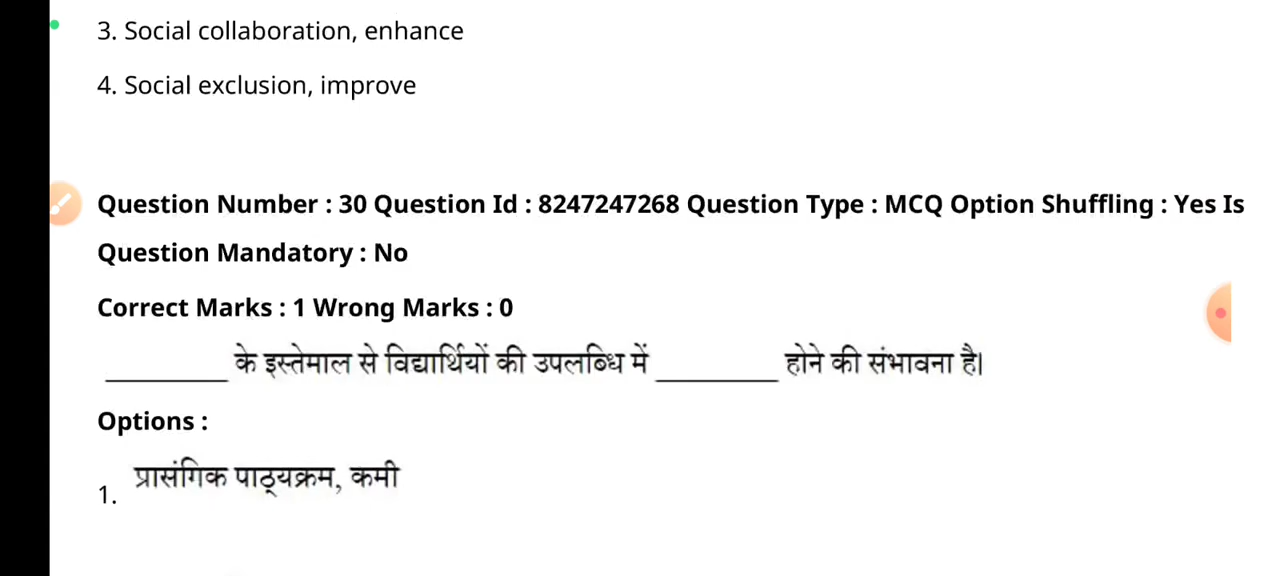 3. Social collaboration, enhance
4. Social exclusion, improve
Question Number : 30 Question Id : 8247247268 Question Type : MCQ Option Shuffling : Yes Is
Question Mandatory : No
Correct Marks : 1 Wrong Marks : 0
________ के इस्तेमाल से विद्यार्थियों की उपलब्धि में ________ होने की संभावना है।
Options :
1. प्रासंगिक पाठ्यक्रम, कमी